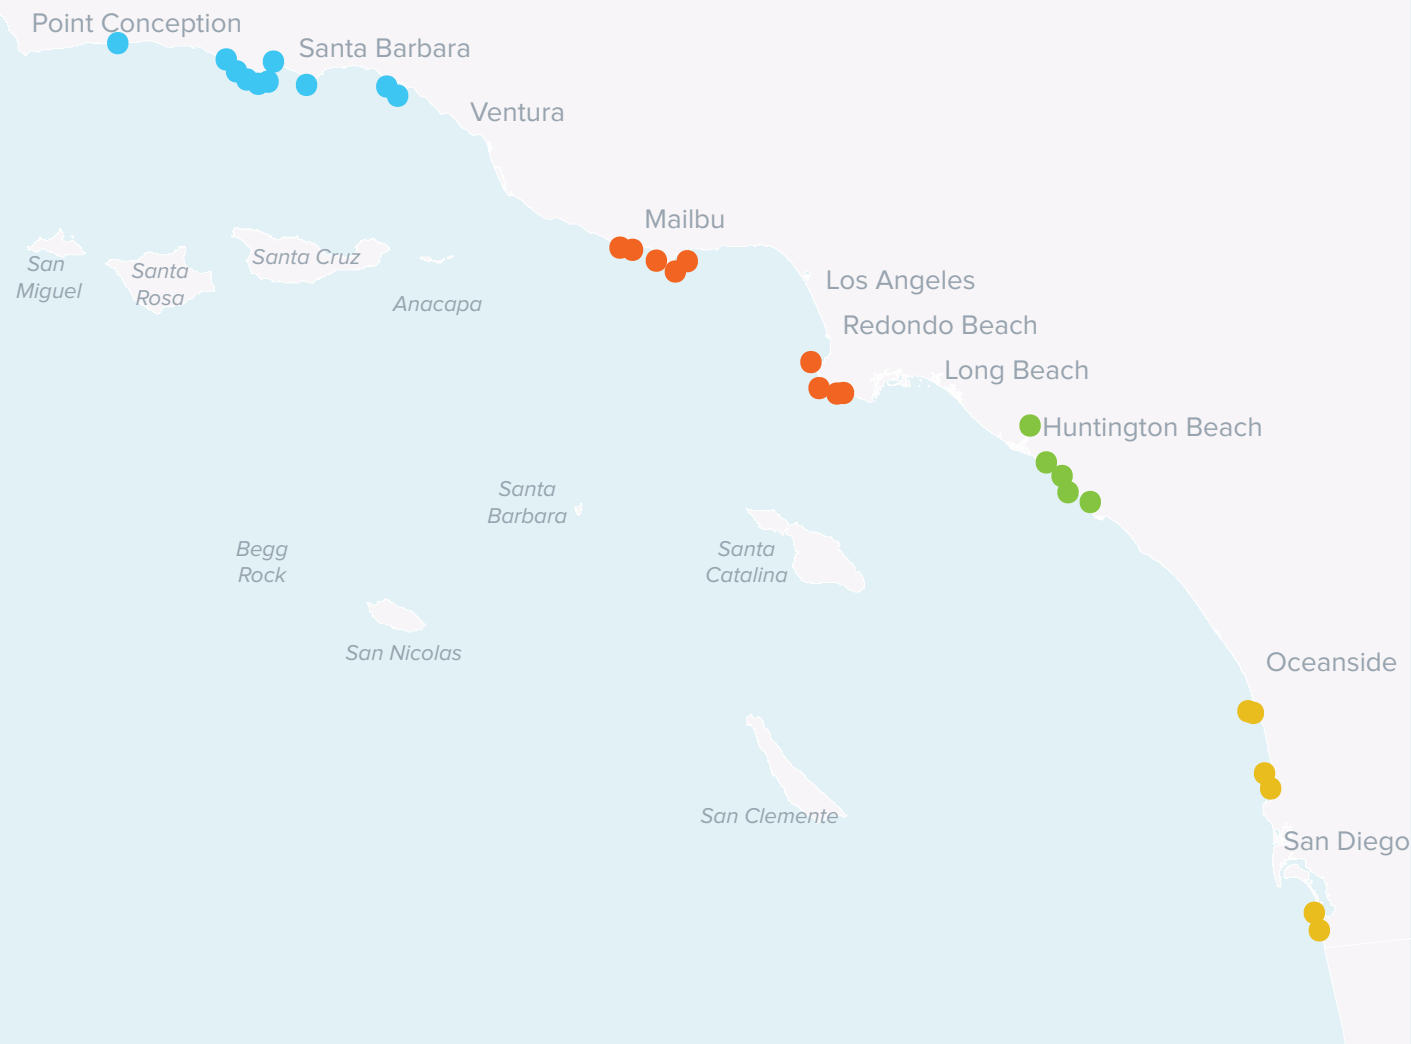 Point Conception
Santa Barbara
Ventura
Mailbu
San
Miguel
Santa
Rosa
Santa Cruz
Anacapa
Los Angeles
Redondo Beach
Long Beach
Huntington Beach
Santa
Barbara
Begg
Rock
Santa
Catalina
San Nicolas
Oceanside
San Clemente
San Diego